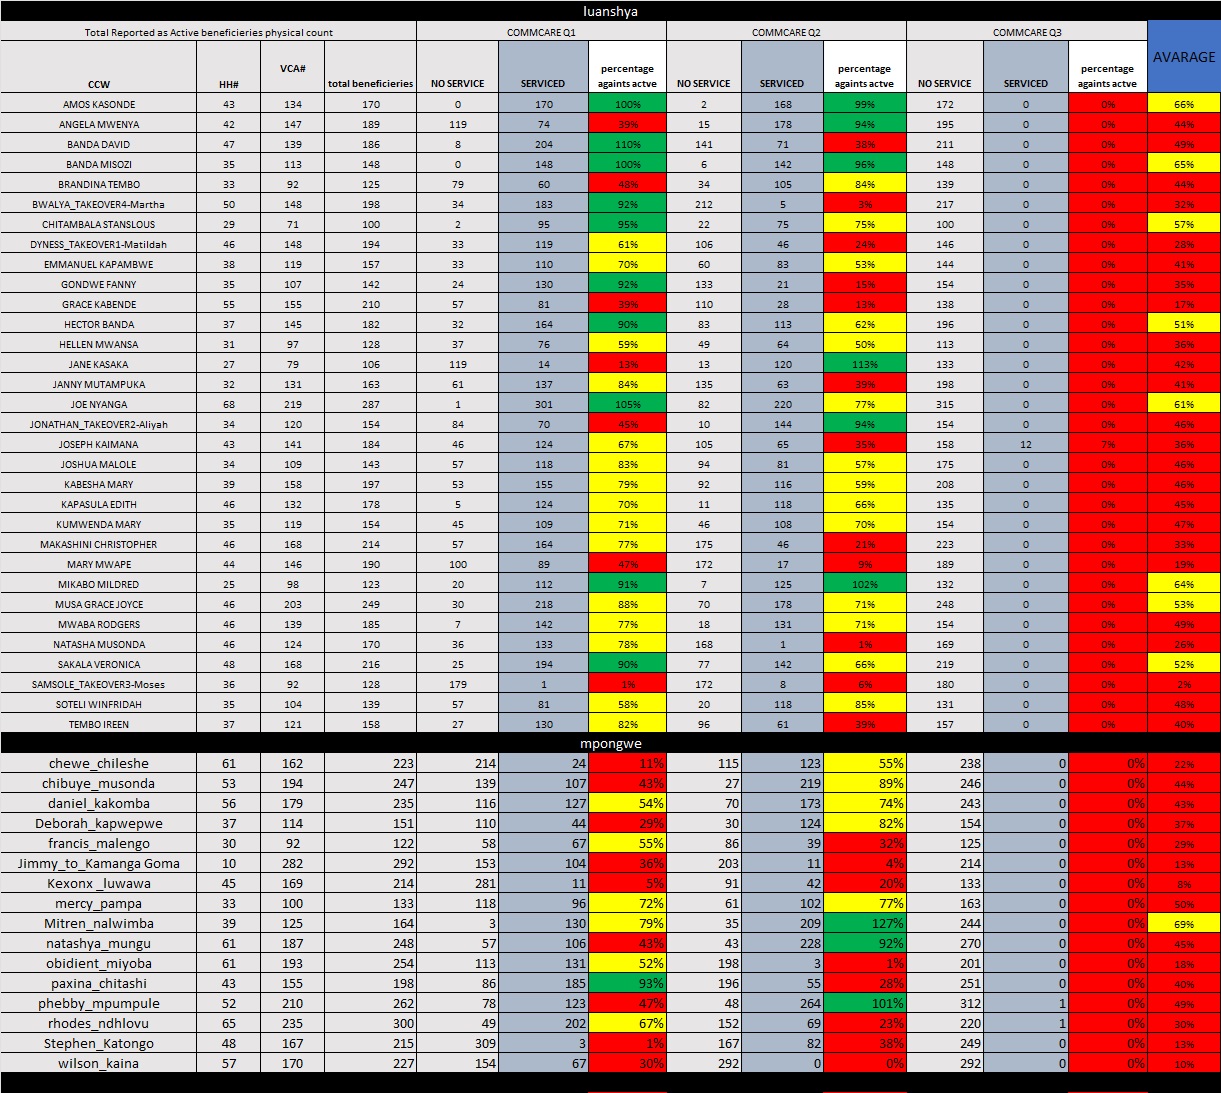 luanshya
Total Reported as Active beneficieries physical count COMMCARE Q1 COMMCARE Q2 COMMCARE Q3 AVARAGE
CCW HH# VCA# total beneficieries NO SERVICE SERVICED percentage againts actve NO SERVICE SERVICED percentage againts actve NO SERVICE SERVICED percentage againts actve
AMOS KASONDE 43 134 170 0 170 100% 2 168 99% 172 0 0% 66%
ANGELA MWENYA 42 147 189 119 74 39% 15 178 94% 195 0 0% 44%
BANDA DAVID 47 139 186 8 204 110% 141 71 38% 211 0 0% 49%
BANDA MISOZI 35 113 148 0 148 100% 6 142 96% 148 0 0% 65%
BRANDINA TEMBO 33 92 125 79 60 48% 34 105 84% 139 0 0% 44%
BWALYA_TAKEOVER4-Martha 50 148 198 34 183 92% 212 5 3% 217 0 0% 32%
CHITAMBALA STANSLOUS 29 71 100 2 95 95% 22 75 75% 100 0 0% 57%
DYNESS_TAKEOVER1-Matildah 46 148 194 33 119 61% 106 46 24% 146 0 0% 28%
EMMANUEL KAPAMBWE 38 119 157 33 110 70% 60 83 53% 144 0 0% 41%
GONDWE FANNY 35 107 142 24 130 92% 133 21 15% 154 0 0% 35%
GRACE KABENDE 55 155 210 57 81 39% 110 28 13% 138 0 0% 17%
HECTOR BANDA 37 145 182 32 164 90% 83 113 62% 196 0 0% 51%
HELLEN MWANSA 31 97 128 37 76 59% 49 64 50% 113 0 0% 36%
JANE KASAKA 27 79 106 119 14 13% 13 120 113% 133 0 0% 42%
JANNY MUTAMPUKA 32 131 163 61 137 84% 135 63 39% 198 0 0% 41%
JOE NYANGA 68 219 287 1 301 105% 82 220 77% 315 0 0% 61%
JONATHAN_TAKEOVER2-Aliyah 34 120 154 84 70 45% 10 144 94% 154 0 0% 46%
JOSEPH KAIMANA 43 141 184 46 124 67% 105 65 35% 158 12 7% 36%
JOSHUA MALOLE 34 109 143 57 118 83% 94 81 57% 175 0 0% 46%
KABESHA MARY 39 158 197 53 155 79% 92 116 59% 208 0 0% 46%
KAPASULA EDITH 46 132 178 5 124 70% 11 118 66% 135 0 0% 45%
KUMWENDA MARY 35 119 154 45 109 71% 46 108 70% 154 0 0% 47%
MAKASHINI CHRISTOPHER 46 168 214 57 164 77% 175 46 21% 223 0 0% 33%
MARY MWAPE 44 146 190 100 89 47% 172 17 9% 189 0 0% 19%
MIKABO MILDRED 25 98 123 20 112 91% 7 125 102% 132 0 0% 64%
MUSA GRACE JOYCE 46 203 249 30 218 88% 70 178 71% 248 0 0% 53%
MWABA RODGERS 46 139 185 7 142 77% 18 131 71% 154 0 0% 49%
NATASHA MUSONDA 46 124 170 36 133 78% 168 1 1% 169 0 0% 26%
SAKALA VERONICA 48 168 216 25 194 90% 77 142 66% 219 0 0% 52%
SAMSOLE_TAKEOVER3-Moses 36 92 128 179 1 1% 172 8 6% 180 0 0% 2%
SOTELI WINFRIDAH 35 104 139 57 81 58% 20 118 85% 131 0 0% 48%
TEMBO IREEN 37 121 158 27 130 82% 96 61 39% 157 0 0% 40%
mpongwe
chewe_chileshe 61 162 223 214 24 11% 115 123 55% 238 0 0% 22%
chibuye_musonda 53 194 247 139 107 43% 27 219 89% 246 0 0% 44%
daniel_kakomba 56 179 235 116 127 54% 70 173 74% 243 0 0% 43%
Deborah_kapwepwe 37 114 151 110 44 29% 30 124 82% 154 0 0% 37%
francis_malengo 30 92 122 58 67 55% 86 39 32% 125 0 0% 29%
Jimmy_to_Kamanga Goma 10 282 292 153 104 36% 203 11 4% 214 0 0% 13%
Kexonx _luwawa 45 169 214 281 11 5% 91 42 20% 133 0 0% 8%
mercy_pampa 33 100 133 118 96 72% 61 102 77% 163 0 0% 50%
Mitren_nalwimba 39 125 164 3 130 79% 35 209 127% 244 0 0% 69%
natashya_mungu 61 187 248 57 106 43% 43 228 92% 270 0 0% 45%
obidient_miyoba 61 193 254 113 131 52% 198 3 1% 201 0 0% 18%
paxina_chitashi 43 155 198 86 185 93% 196 55 28% 251 0 0% 40%
phebby_mpumpule 52 210 262 78 123 47% 48 264 101% 312 1 0% 49%
rhodes_ndhlovu 65 235 300 49 202 67% 152 69 23% 220 1 0% 30%
Stephen_Katongo 48 167 215 309 3 1% 167 82 38% 249 0 0% 13%
wilson_kaina 57 170 227 154 67 30% 292 0 0% 292 0 0% 10%